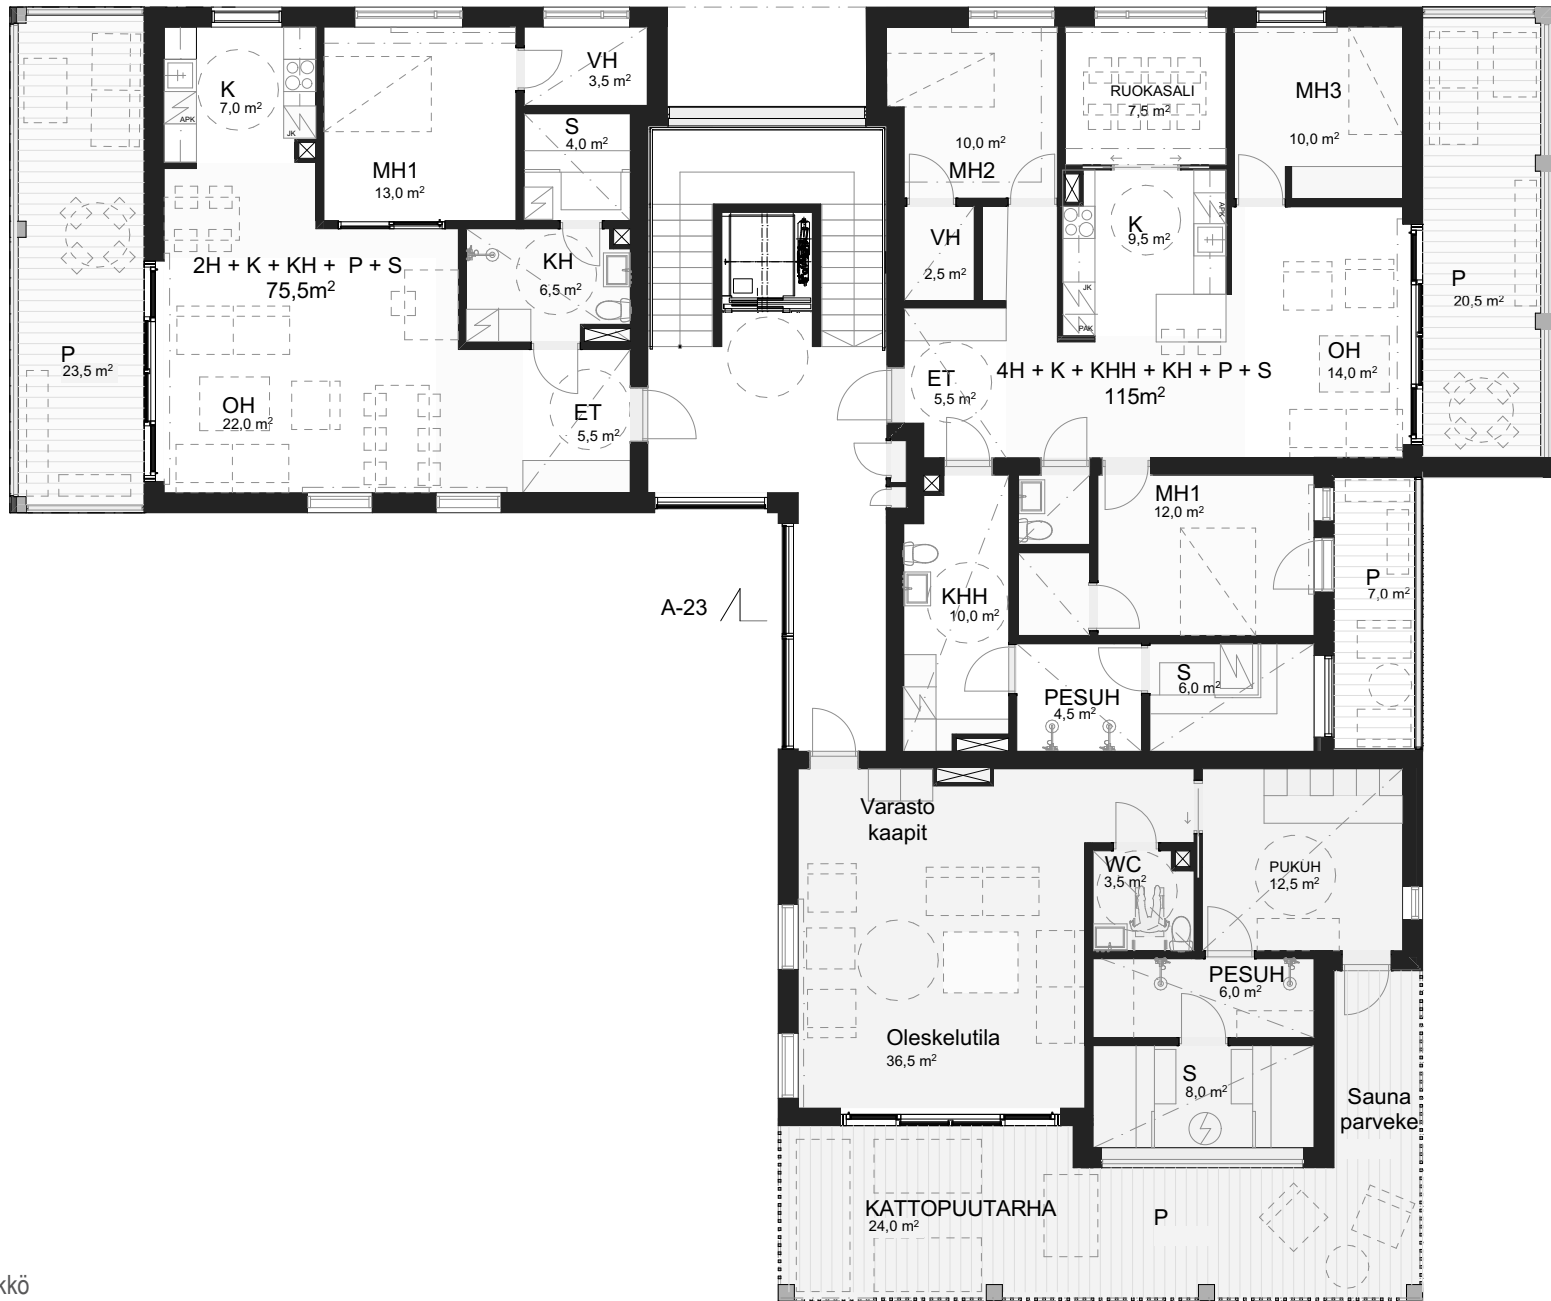 K
7,0 m²
APK
JK
MH1
13,0 m²
VH
3,5 m²
S
4,0 m²
KH
6,5 m²
2H + K + KH + P + S
75,5m²
P
23,5 m²
OH
22,0 m²
ET
5,5 m²
10,0 m²
MH2
RUOKASALI
7,5 m²
MH3
10,0 m²
VH
2,5 m²
K
9,5 m²
APK
JK
PAK
P
20,5 m²
OH
14,0 m²
ET
5,5 m²
4H + K + KHH + KH + P + S
115m²
MH1
12,0 m²
KHH
10,0 m²
P
7,0 m²
A-23
PESUH
4,5 m²
S
6,0 m²
Varasto
kaapit
WC
3,5 m²
PUKUH
12,5 m²
PESUH
6,0 m²
Oleskelutila
36,5 m²
S
8,0 m²
Sauna
parveke
KATTOPUUTARHA
24,0 m²
P
kkö